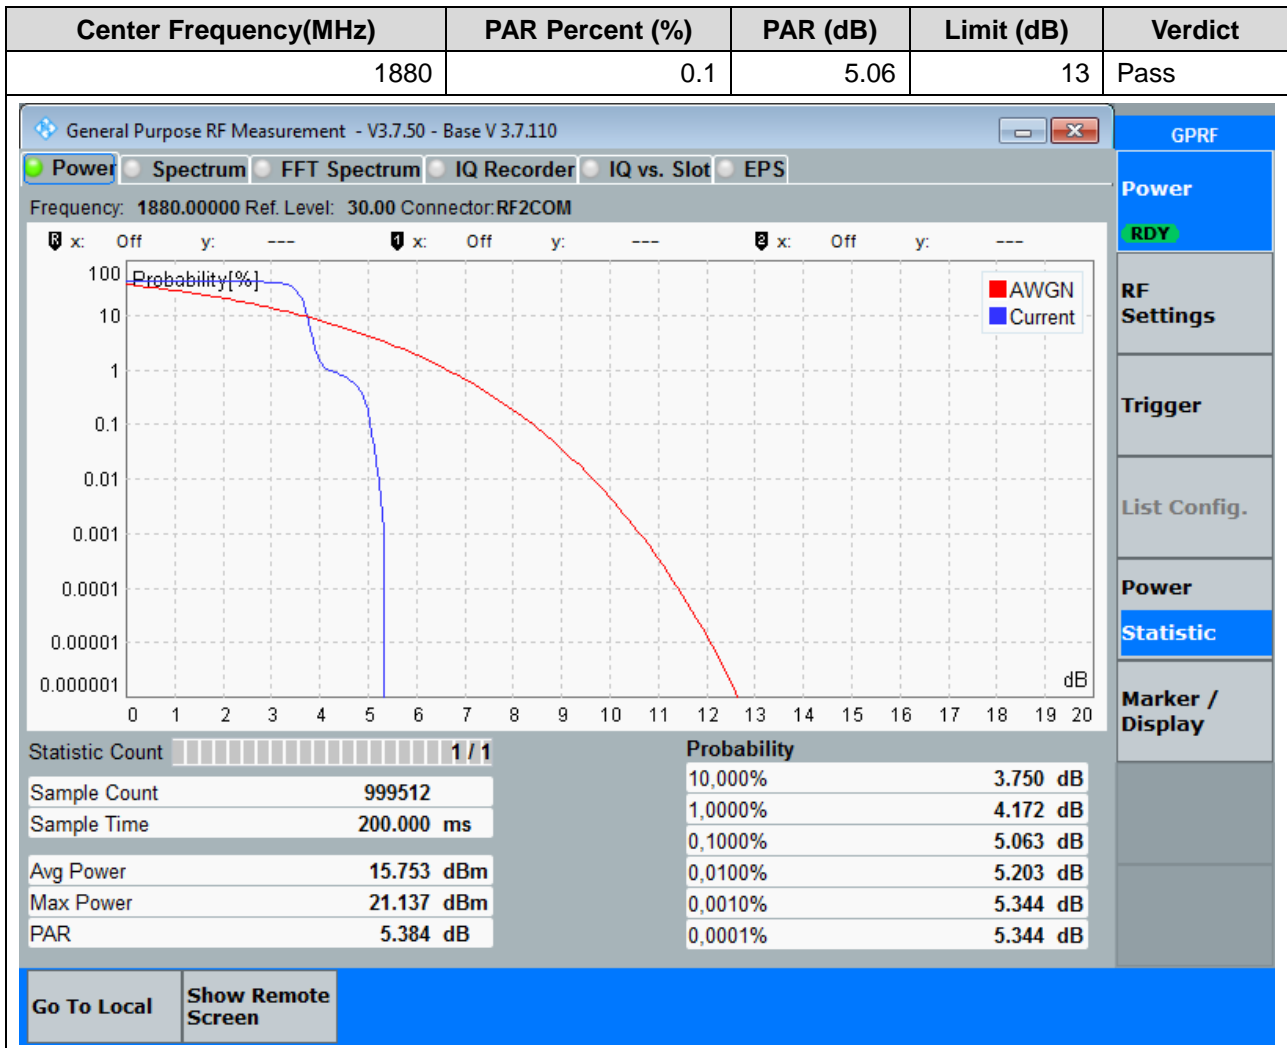 Center Frequency(MHz) PAR Percent (%) PAR (dB) Limit (dB) Verdict
1880 0.1 5.06 13 Pass
General Purpose RF Measurement - V3.7.50 - Base V 3.7.110
GPRF
Power Spectrum FFT Spectrum IQ Recorder IQ vs. Slot EPS
Power
RDY
Frequency: 1880.00000 Ref. Level: 30.00 Connector: RF2COM
R x: Off y: --- 1 x: Off y: --- 2 x: Off y: ---
Probability[%]
AWGN
Current
100
10
1
0.1
0.01
0.001
0.0001
0.00001
0.000001
dB
0 1 2 3 4 5 6 7 8 9 10 11 12 13 14 15 16 17 18 19 20
RF
Settings
Trigger
List Config.
Power
Statistic
Marker /
Display
Statistic Count 1 / 1
Sample Count 999512
Sample Time 200.000 ms
Avg Power 15.753 dBm
Max Power 21.137 dBm
PAR 5.384 dB
Probability
10,000% 3.750 dB
1,0000% 4.172 dB
0,1000% 5.063 dB
0,0100% 5.203 dB
0,0010% 5.344 dB
0,0001% 5.344 dB
Go To Local
Show Remote
Screen